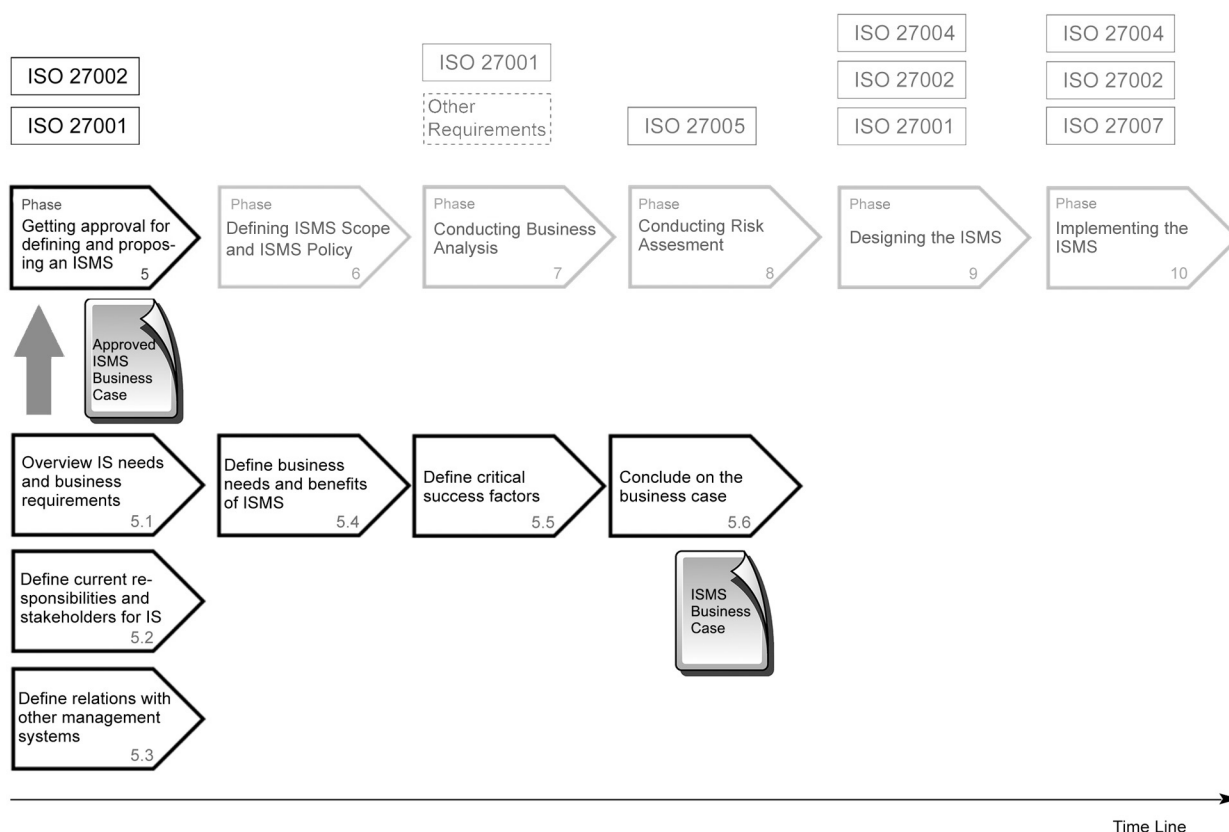 ISO 27002
ISO 27001
ISO 27001
Other
Requirements
ISO 27005
ISO 27004
ISO 27002
ISO 27001
ISO 27004
ISO 27002
ISO 27007
Phase
Getting approval for
defining and propos-
ing an ISMS
5
Phase
Defining ISMS Scope
and ISMS Policy
6
Phase
Conducting Business
Analysis
7
Phase
Conducting Risk
Assesment
8
Phase
Designing the ISMS
9
Phase
Implementing the
ISMS
10
Approved
ISMS
Business
Case
Overview IS needs
and business
requirements
5.1
Define business
needs and benefits
of ISMS
5.4
Define critical
success factors
5.5
Conclude on the
business case
5.6
Define current re-
sponsibilities and
stakeholders for IS
5.2
ISMS
Business
Case
Define relations with
other management
systems
5.3
Time Line